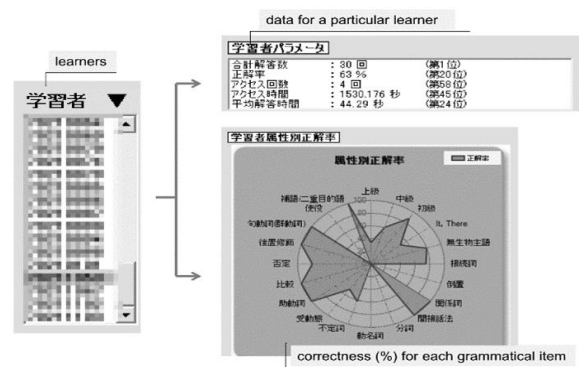 data for a particular learner
learners
学習者
学習者パラメータ
合計解答数 : 30 回 (第1位)
正解率 : 63 % (第20位)
アクセス回数 : 4 回 (第58位)
アクセス時間 : 1530.176 秒 (第45位)
平均解答時間 : 44.29 秒 (第24位)
学習者属性別正解率
属性別正解率
正解率
上級
中級
初級
It, There
無生物主語
接続詞
倒置
関係詞
間接話法
分詞
動名詞
不定詞
受動態
助動詞
比較
否定
後置修飾
句動詞(群動詞)
使役
補語/二重目的語
100
correctness (%) for each grammatical item